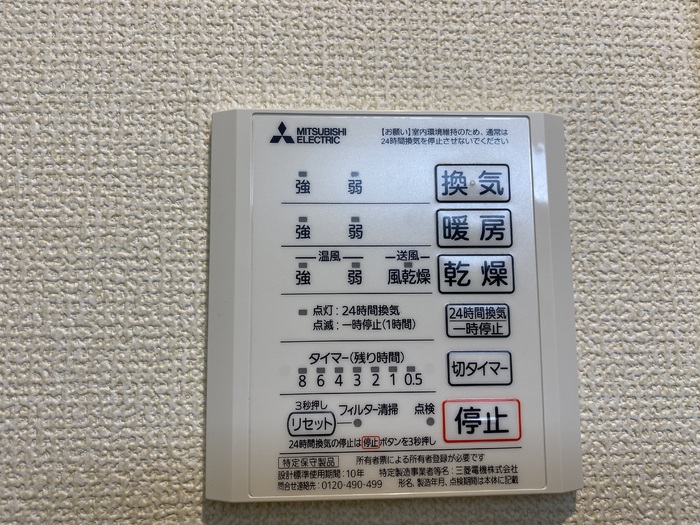 MITSUBISHI
ELECTRIC
【お願い】室内環境維持のため、通常は
24時間換気を停止させないでください
強 弱 換気
強 弱 暖房
温風 送風
強 弱 風乾燥 乾燥
点灯:24時間換気
点滅:一時停止(1時間)
24時間換気
一時停止
タイマー(残り時間)
8 6 4 3 2 1 0.5
切タイマー
3秒押し
リセット フィルター清掃 点検
停止
24時間換気の停止は停止ボタンを3秒押し
特定保守製品 所有者票による所有者登録が必要です
設計標準使用期間:10年 特定製造事業者等名:三菱電機株式会社
問合せ連絡先:0120-490-499 形名、製造年月、点検期間は本体に記載